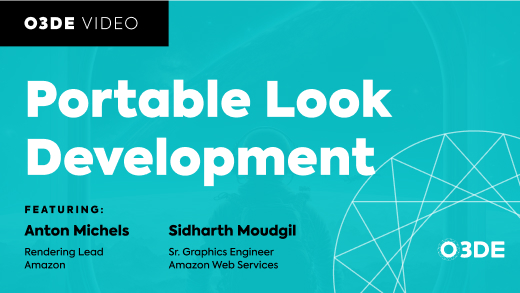 O3DE VIDEO
Portable Look
Development
FEATURING:
Anton Michels
Rendering Lead
Amazon
Sidharth Moudgil
Sr. Graphics Engineer
Amazon Web Services
O3DE